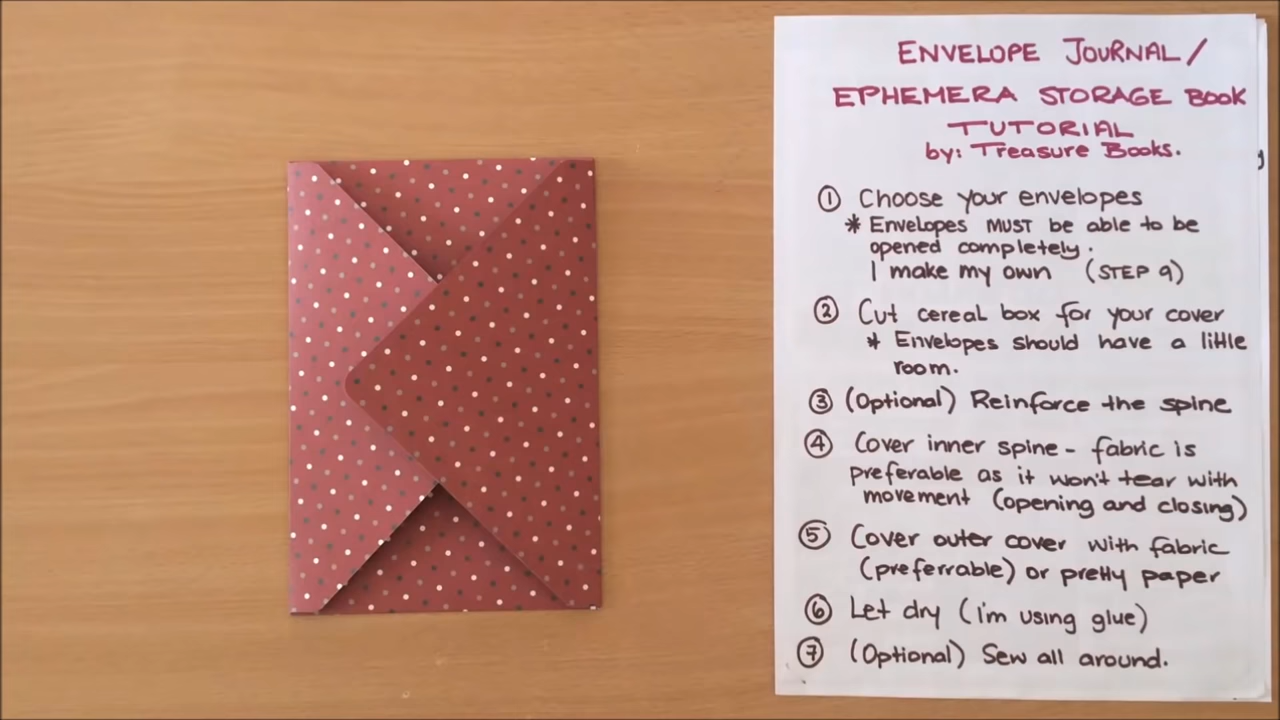 ENVELOPE JOURNAL /
EPHEMERA STORAGE BOOK
TUTORIAL
by: Treasure Books.
① Choose your envelopes
* Envelopes MUST be able to be
opened completely.
I make my own (STEP 9)
② Cut cereal box for your cover
* Envelopes should have a little
room.
③ (Optional) Reinforce the spine
④ Cover inner spine - fabric is
preferable as it won't tear with
movement (opening and closing)
⑤ Cover outer cover with fabric
(preferrable) or pretty paper
⑥ Let dry (I'm using glue)
⑦ (Optional) Sew all around.